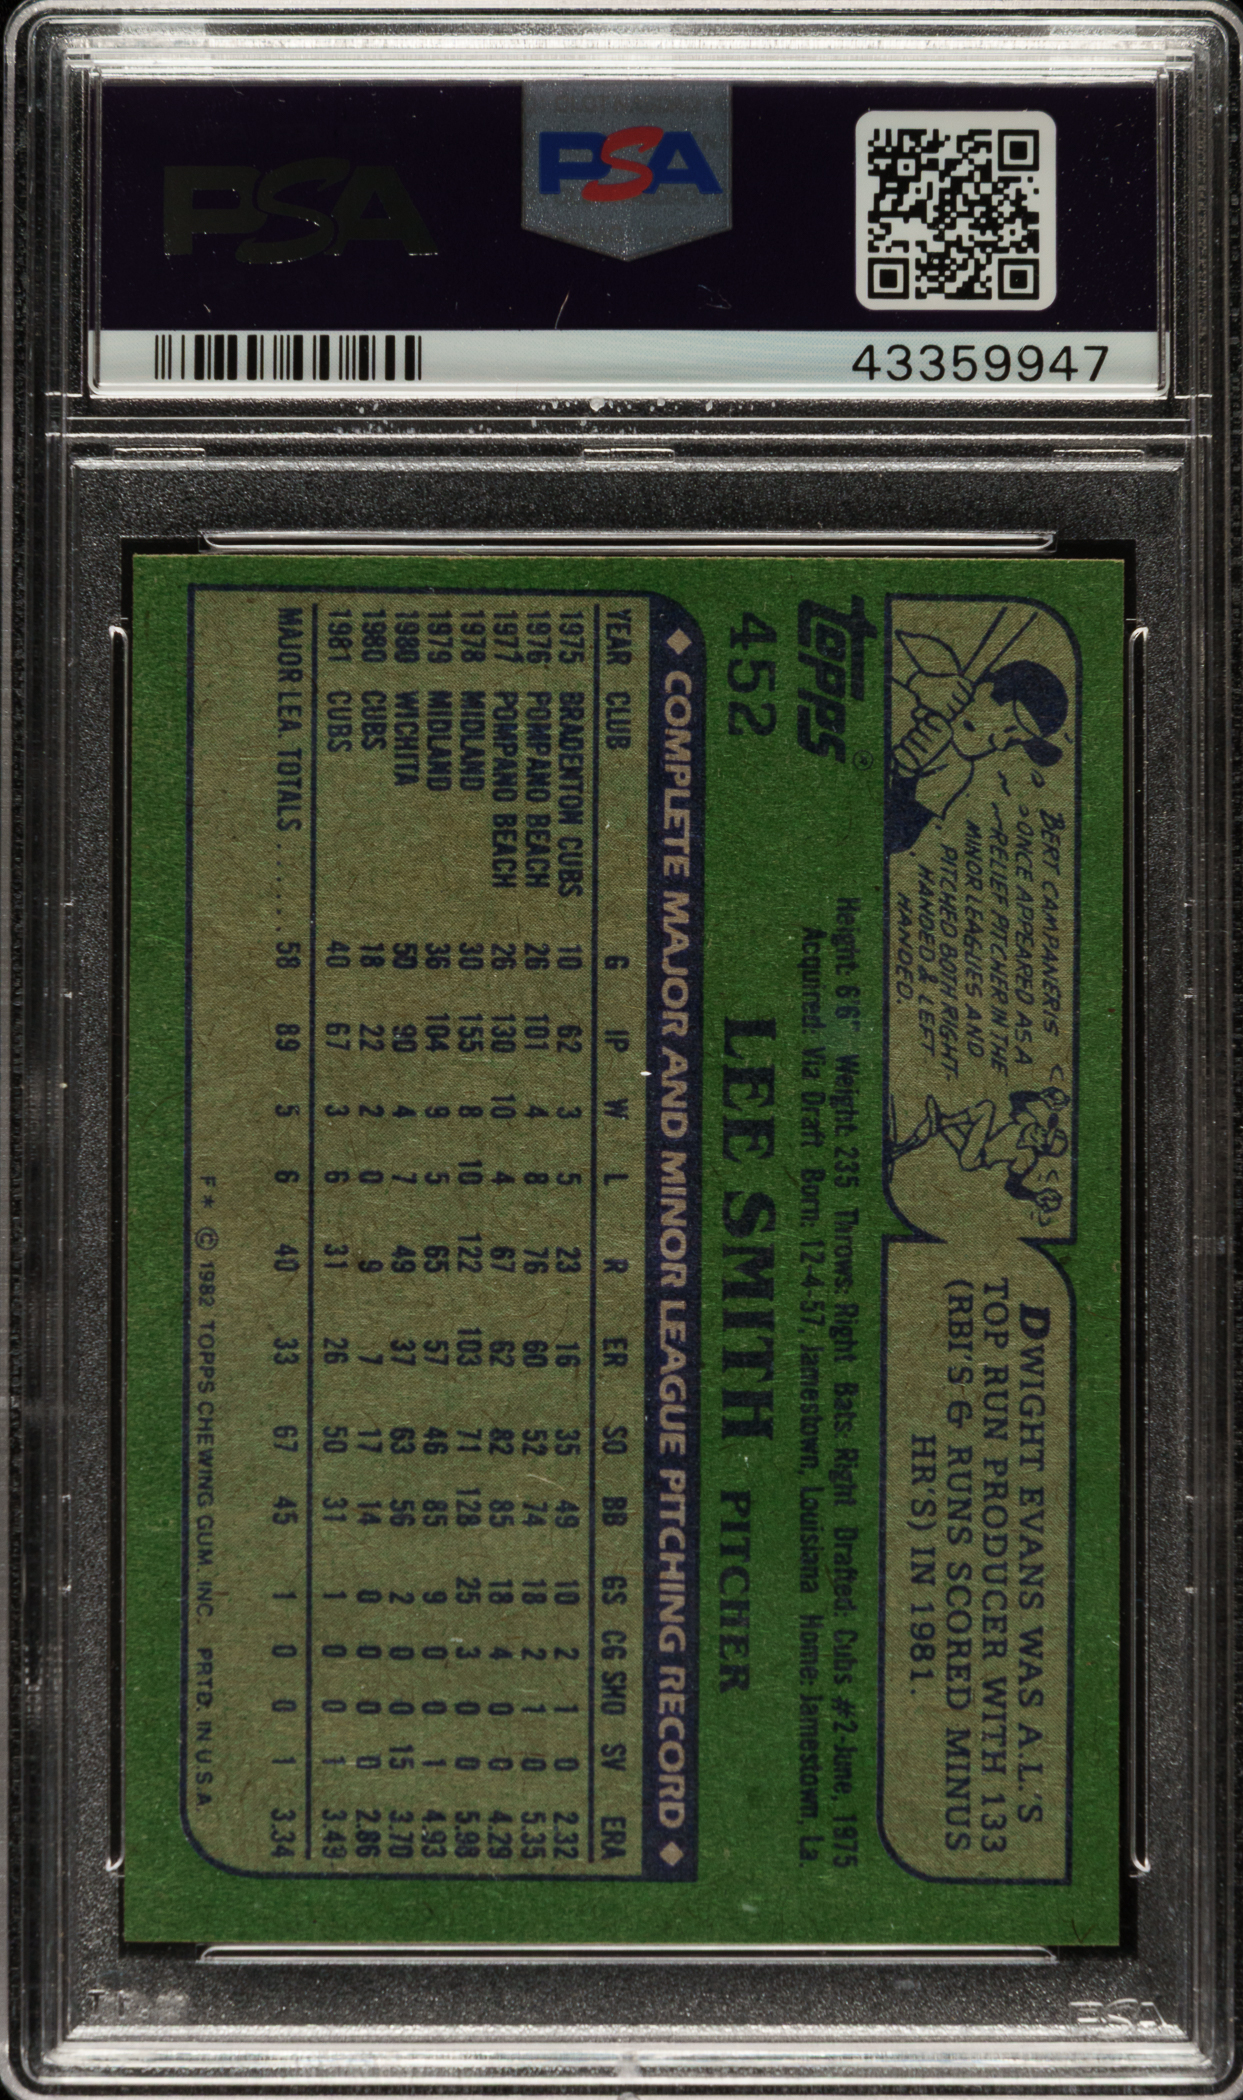 PSA
PSA
43359947
BERT CAMPANERIS
ONCE APPEARED AS A
RELIEF PITCHER IN THE
MINOR LEAGUES AND
PITCHED BOTH RIGHT-
HANDED & LEFT
HANDED.
DWIGHT EVANS WAS A.L.'S
TOP RUN PRODUCER WITH 133
(RBI'S & RUNS SCORED MINUS
HR'S) IN 1981.
Topps®
452
Height: 6'6" Weight: 235 Throws: Right Bats: Right Drafted: Cubs #2-June, 1975
Acquired: Via Draft Born: 12-4-57, Jamestown, Louisiana Home: Jamestown, La.
LEE SMITH PITCHER
◆ COMPLETE MAJOR AND MINOR LEAGUE PITCHING RECORD ◆
YEAR CLUB G IP W L R ER SO BB GS CG SHO SV ERA
1975 BRADENTON CUBS 10 62 3 5 23 16 35 49 10 2 1 0 2.32
1976 POMPANO BEACH 26 101 4 8 76 60 52 74 18 2 1 0 5.35
1977 POMPANO BEACH 26 130 10 4 67 62 82 85 18 4 0 0 4.29
1978 MIDLAND 30 155 8 10 122 103 71 128 25 3 0 0 5.98
1979 MIDLAND 36 104 9 5 65 57 46 85 9 0 0 1 4.93
1980 WICHITA 50 90 4 7 49 37 63 56 2 0 0 15 3.70
1980 CUBS 18 22 2 0 9 7 17 14 0 0 0 0 2.86
1981 CUBS 40 67 3 6 31 26 50 31 1 0 0 1 3.49
MAJOR LEA. TOTALS . . . . . . 58 89 5 6 40 33 67 45 1 0 0 1 3.34
F* © 1982 TOPPS CHEWING GUM, INC. PRTD. IN U.S.A.
PSA